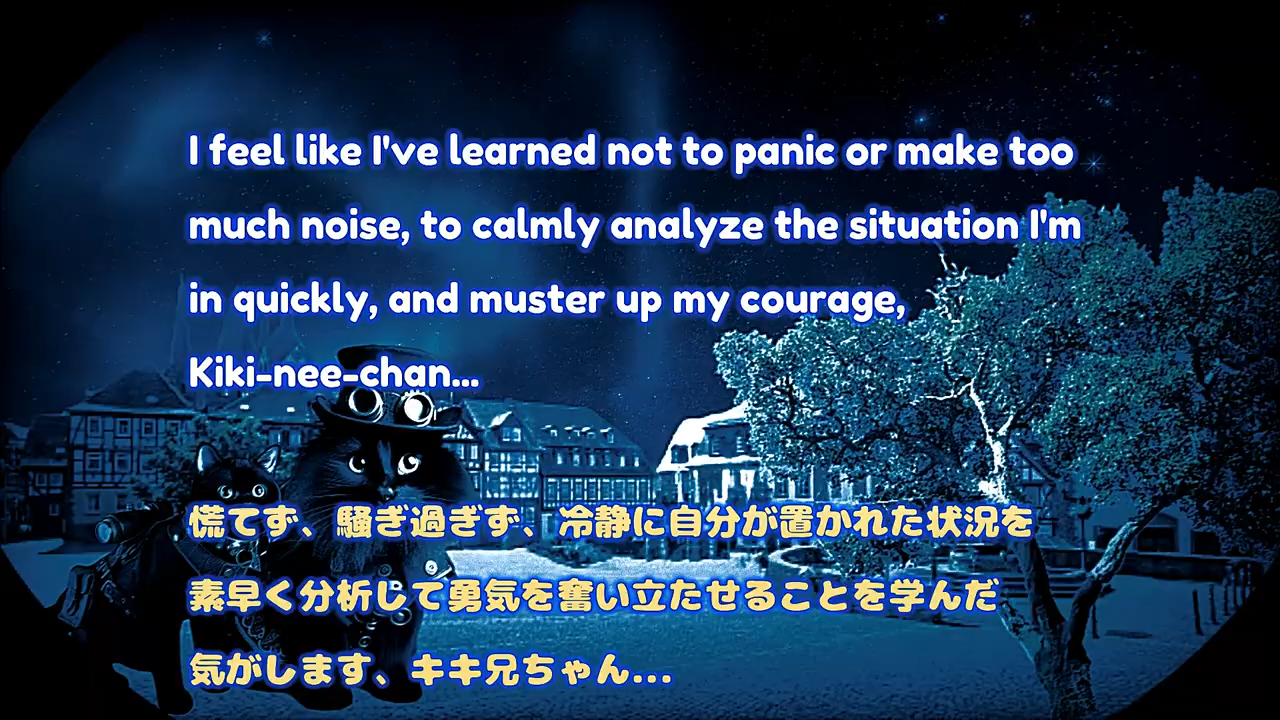 I feel like I've learned not to panic or make too
much noise, to calmly analyze the situation I'm
in quickly, and muster up my courage,
Kiki-nee-chan...
慌てず、騒ぎ過ぎず、冷静に自分が置かれた状況を
素早く分析して勇気を奮い立たせることを学んだ
気がします、キキ兄ちゃん...